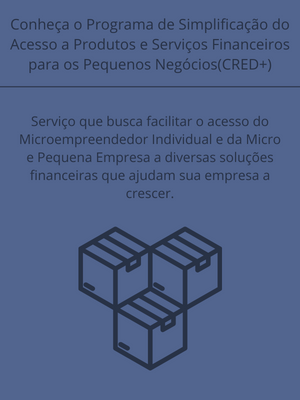 Conheça o Programa de Simplificação do
Acesso a Produtos e Serviços Financeiros
para os Pequenos Negócios(CRED+)
Serviço que busca facilitar o acesso do
Microempreendedor Individual e da Micro
e Pequena Empresa a diversas soluções
financeiras que ajudam sua empresa a
crescer.